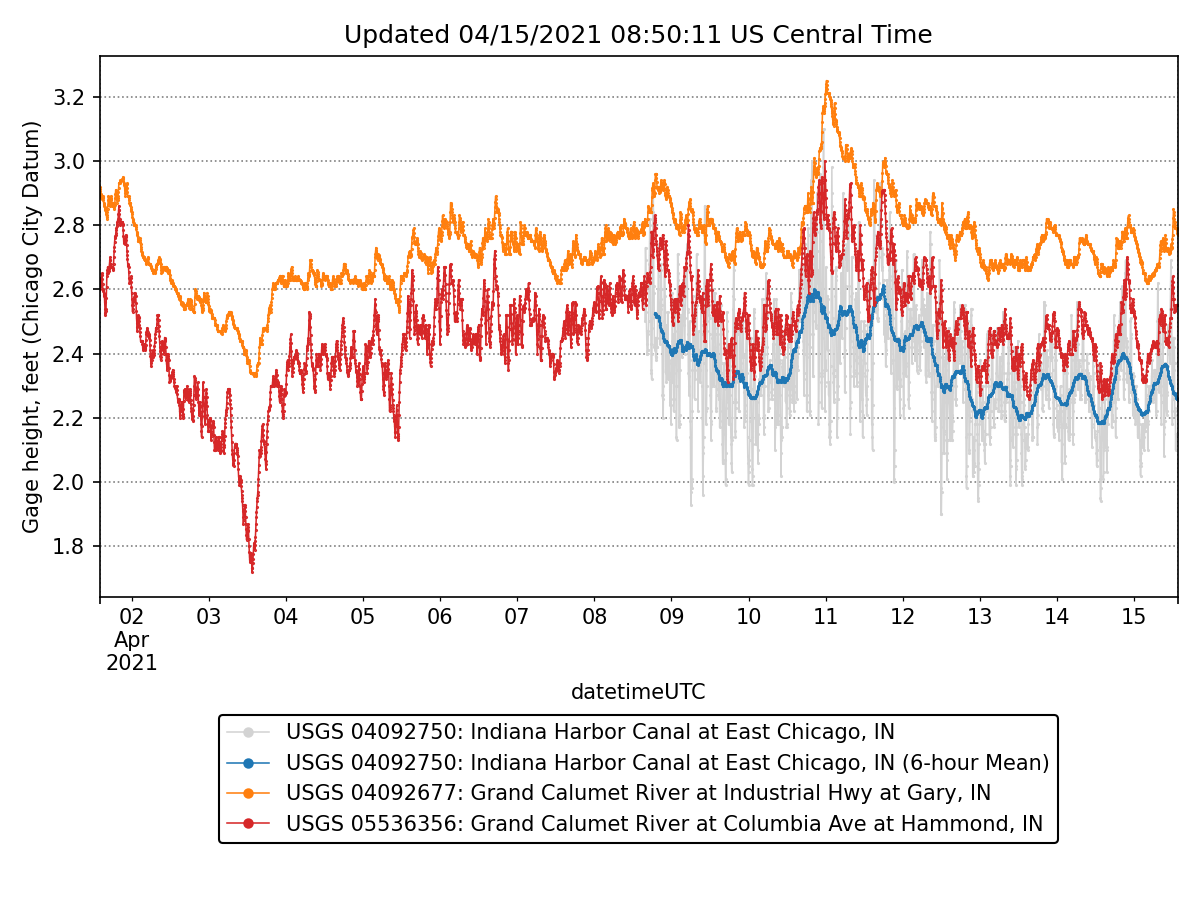 Updated 04/15/2021 08:50:11 US Central Time
Gage height, feet (Chicago City Datum)
3.2
3.0
2.8
2.6
2.4
2.2
2.0
1.8
02 03 04 05 06 07 08 09 10 11 12 13 14 15
Apr
2021
datetimeUTC
USGS 04092750: Indiana Harbor Canal at East Chicago, IN
USGS 04092750: Indiana Harbor Canal at East Chicago, IN (6-hour Mean)
USGS 04092677: Grand Calumet River at Industrial Hwy at Gary, IN
USGS 05536356: Grand Calumet River at Columbia Ave at Hammond, IN